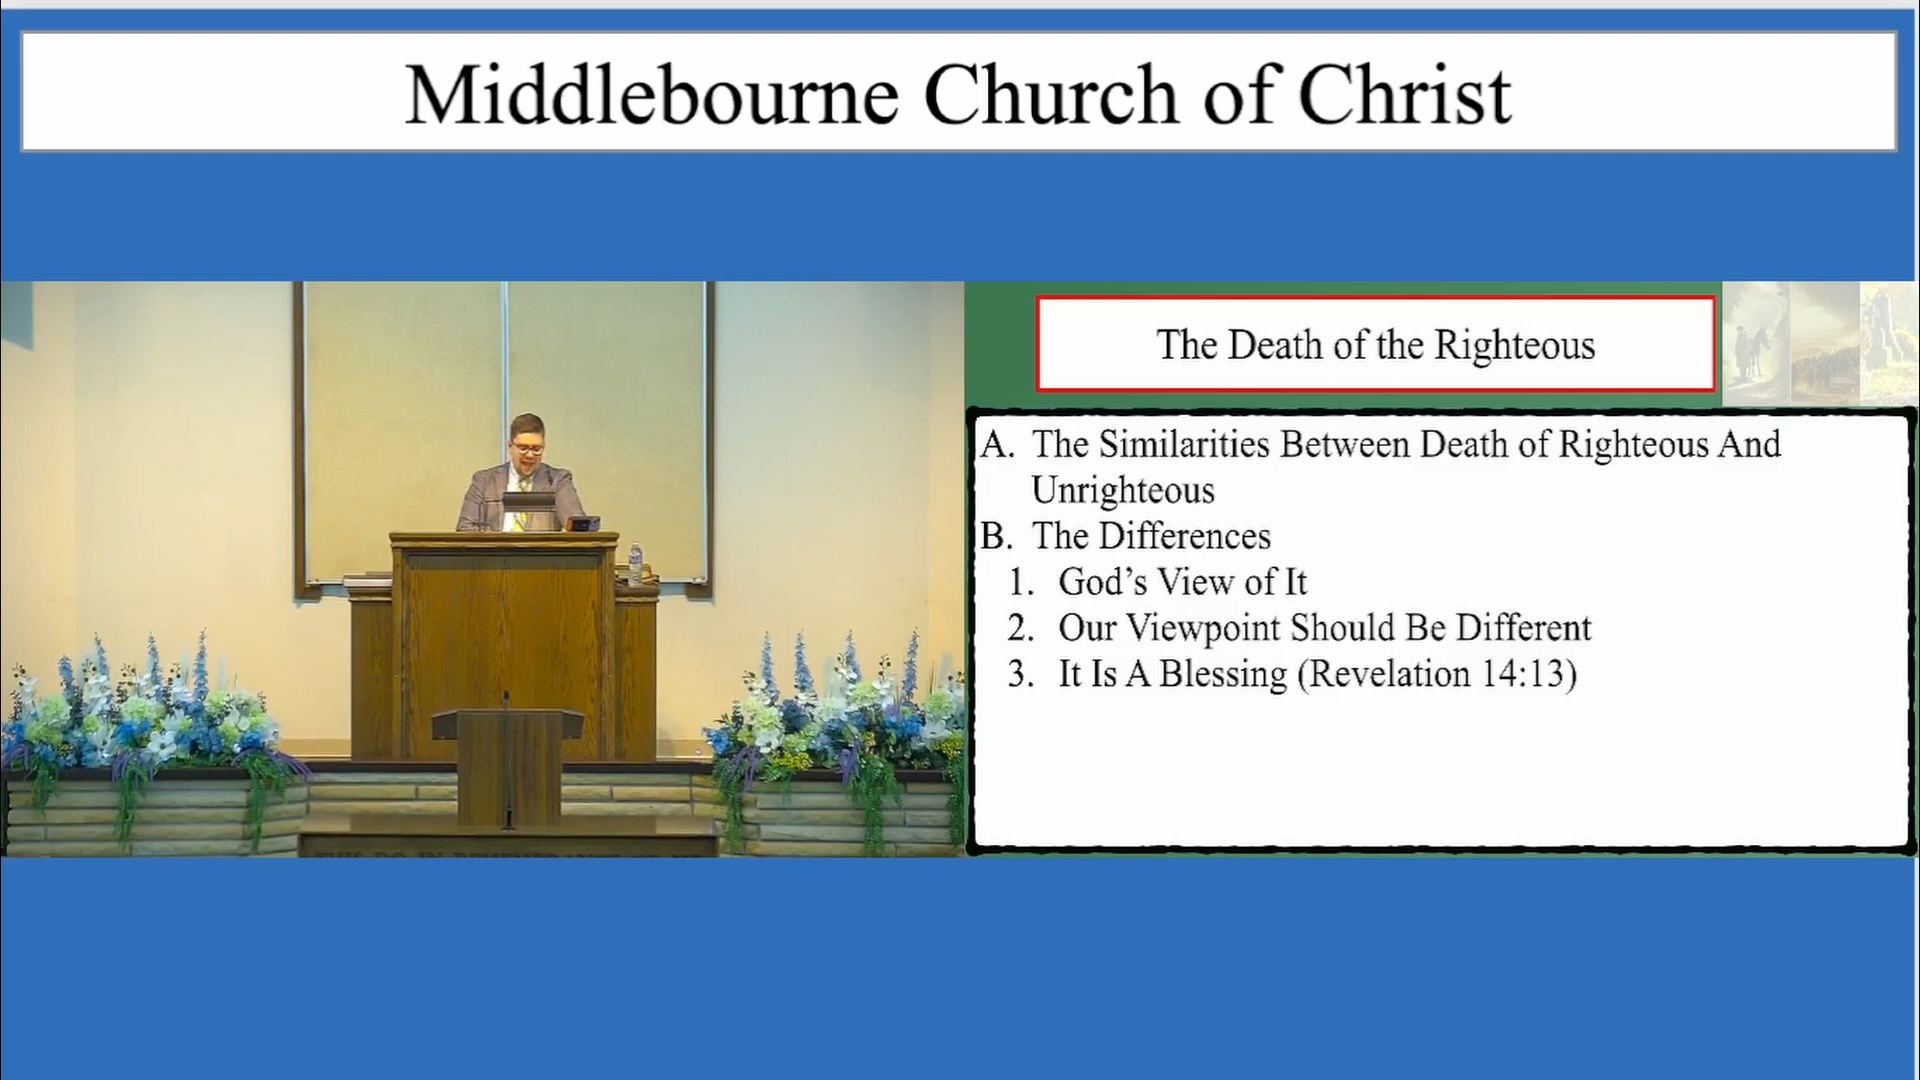 Middlebourne Church of Christ
The Death of the Righteous
A. The Similarities Between Death of Righteous And
Unrighteous
B. The Differences
1. God’s View of It
2. Our Viewpoint Should Be Different
3. It Is A Blessing (Revelation 14:13)